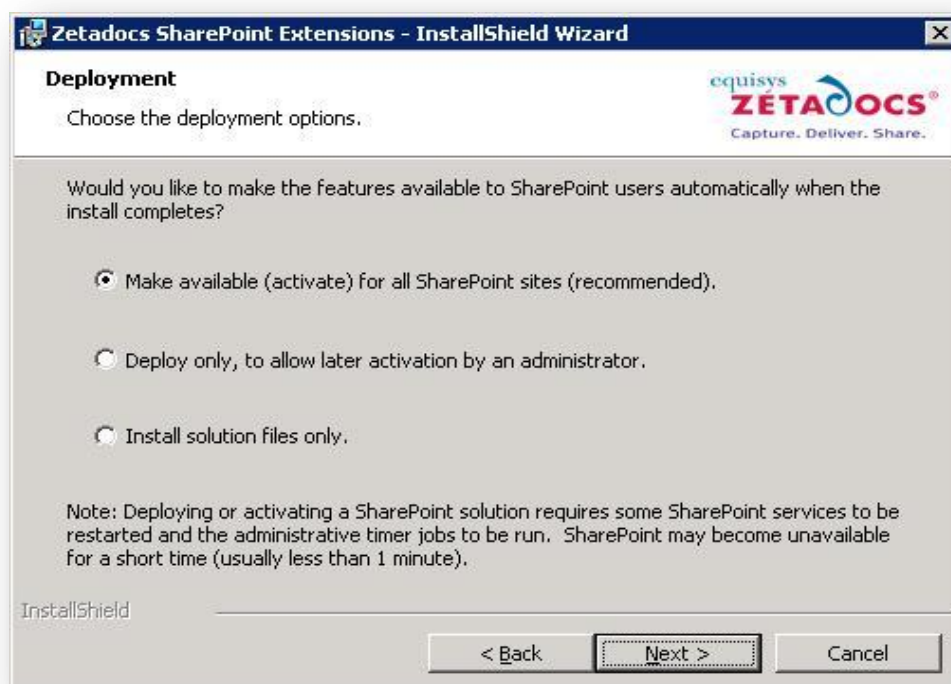 Zetadocs SharePoint Extensions - InstallShield Wizard
Deployment
Choose the deployment options.
equisys
ZÉTADOCS®
Capture. Deliver. Share.
Would you like to make the features available to SharePoint users automatically when the
install completes?
Make available (activate) for all SharePoint sites (recommended).
Deploy only, to allow later activation by an administrator.
Install solution files only.
Note: Deploying or activating a SharePoint solution requires some SharePoint services to be
restarted and the administrative timer jobs to be run.  SharePoint may become unavailable
for a short time (usually less than 1 minute).
InstallShield
< Back
Next >
Cancel